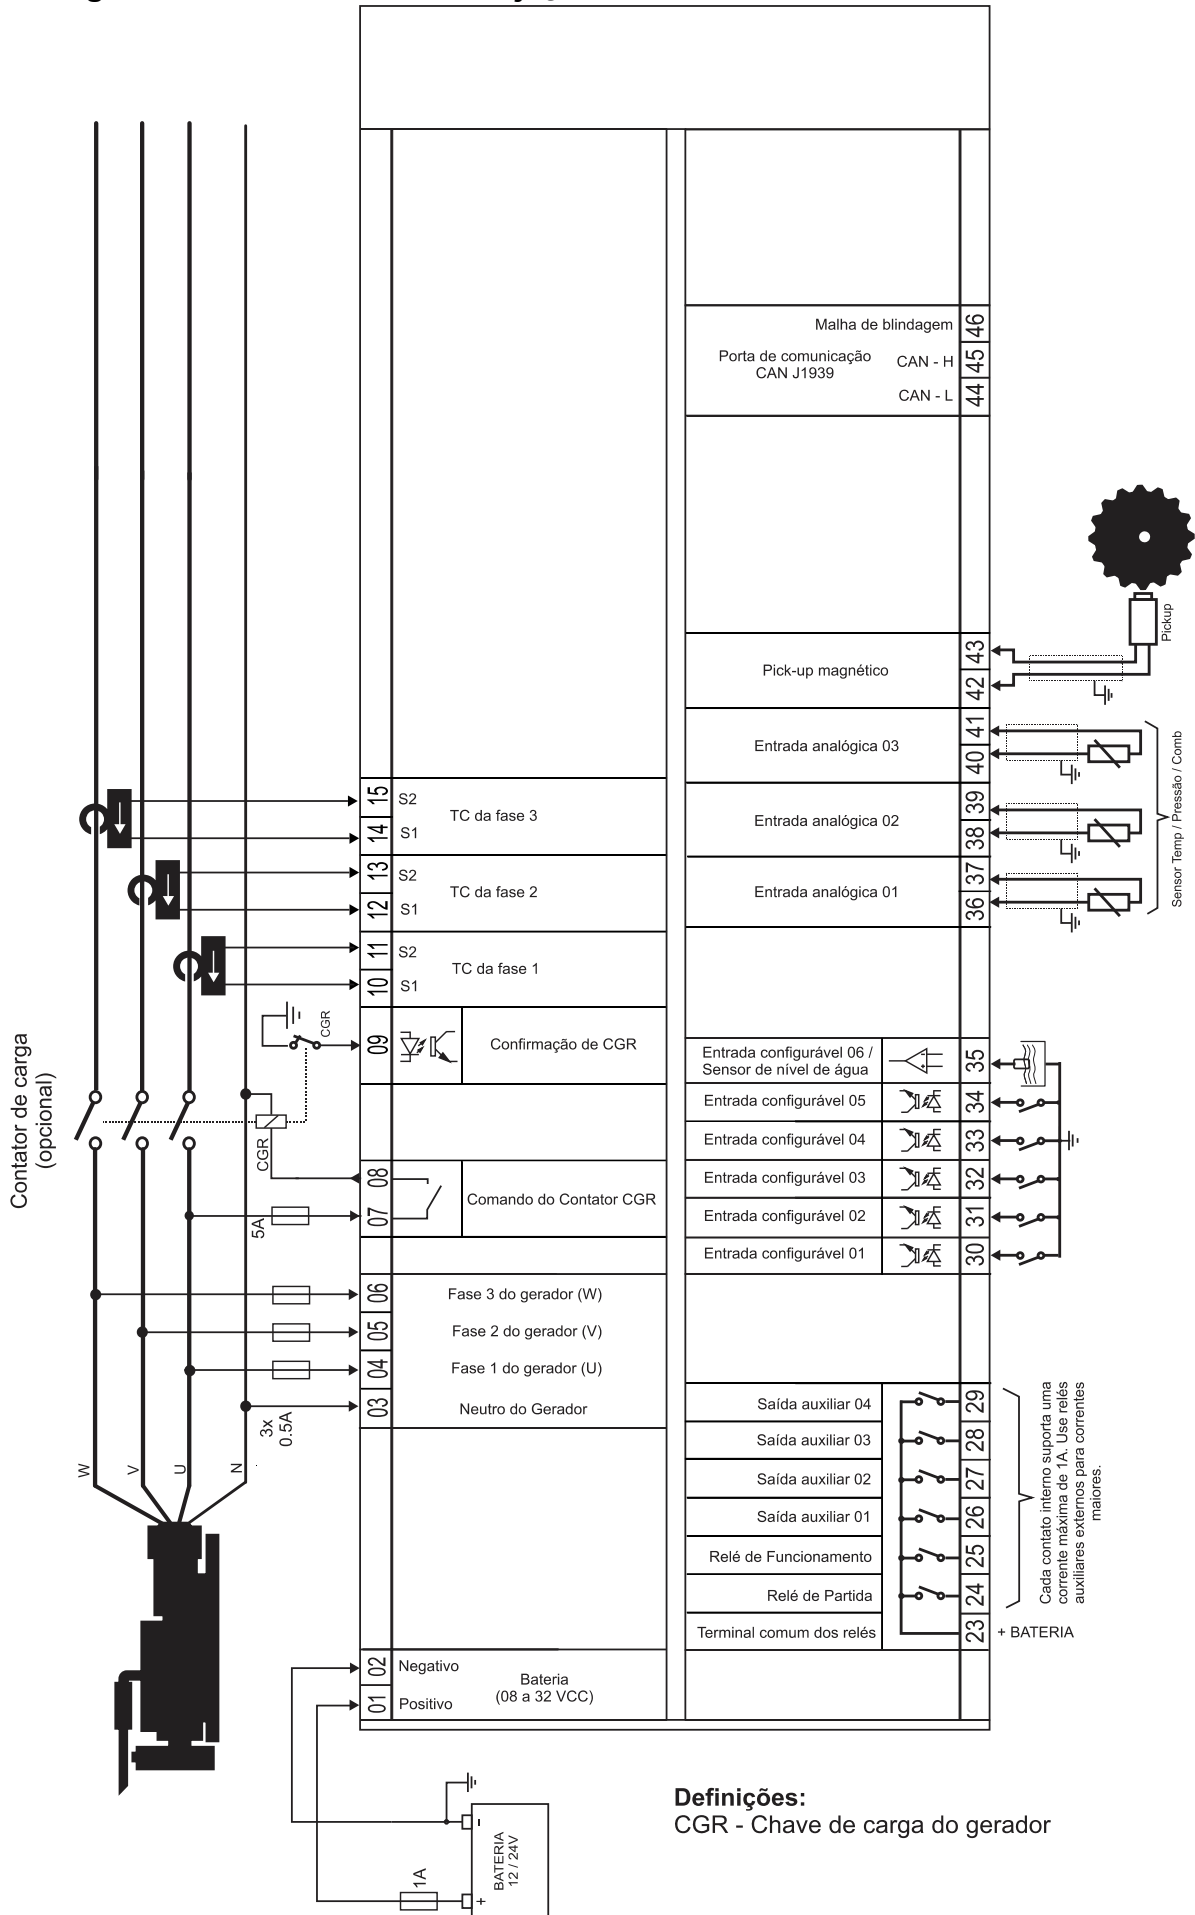 Contator de carga
(opcional)
W
V
U
N
3x
0.5A
5A
CGR
CGR
15
S2
TC da fase 3
14
S1
13
S2
TC da fase 2
12
S1
11
S2
TC da fase 1
10
S1
09
Confirmação de CGR
08
Comando do Contator CGR
07
06
Fase 3 do gerador (W)
05
Fase 2 do gerador (V)
04
Fase 1 do gerador (U)
03
Neutro do Gerador
02
Negativo
Bateria
(08 a 32 VCC)
01
Positivo
Malha de blindagem
46
Porta de comunicação
CAN J1939
CAN - H
45
CAN - L
44
43
Pick-up magnético
42
Pickup
41
Entrada analógica 03
40
39
Entrada analógica 02
38
37
Entrada analógica 01
36
Sensor Temp / Pressão / Comb
Entrada configurável 06 /
Sensor de nível de água
35
Entrada configurável 05
34
Entrada configurável 04
33
Entrada configurável 03
32
Entrada configurável 02
31
Entrada configurável 01
30
Saída auxiliar 04
29
Saída auxiliar 03
28
Saída auxiliar 02
27
Saída auxiliar 01
26
Relé de Funcionamento
25
Relé de Partida
24
Terminal comum dos relés
23
+ BATERIA
Cada contato interno suporta uma
corrente máxima de 1A. Use relés
auxiliares externos para correntes
maiores.
1A
BATERIA
12 / 24V
-
+
Definições:
CGR - Chave de carga do gerador